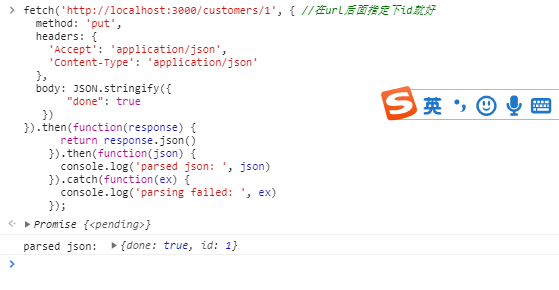 > fetch('http://localhost:3000/customers/1', { //在url后面指定下id就好
method: 'put',
headers: {
'Accept': 'application/json',
'Content-Type': 'application/json'
},
body: JSON.stringify({
"done": true
})
}).then(function(response) {
return response.json()
}).then(function(json) {
console.log('parsed json: ', json)
}).catch(function(ex) {
console.log('parsing failed: ', ex)
});
英
Promise {<pending>}
parsed json: {done: true, id: 1}
>